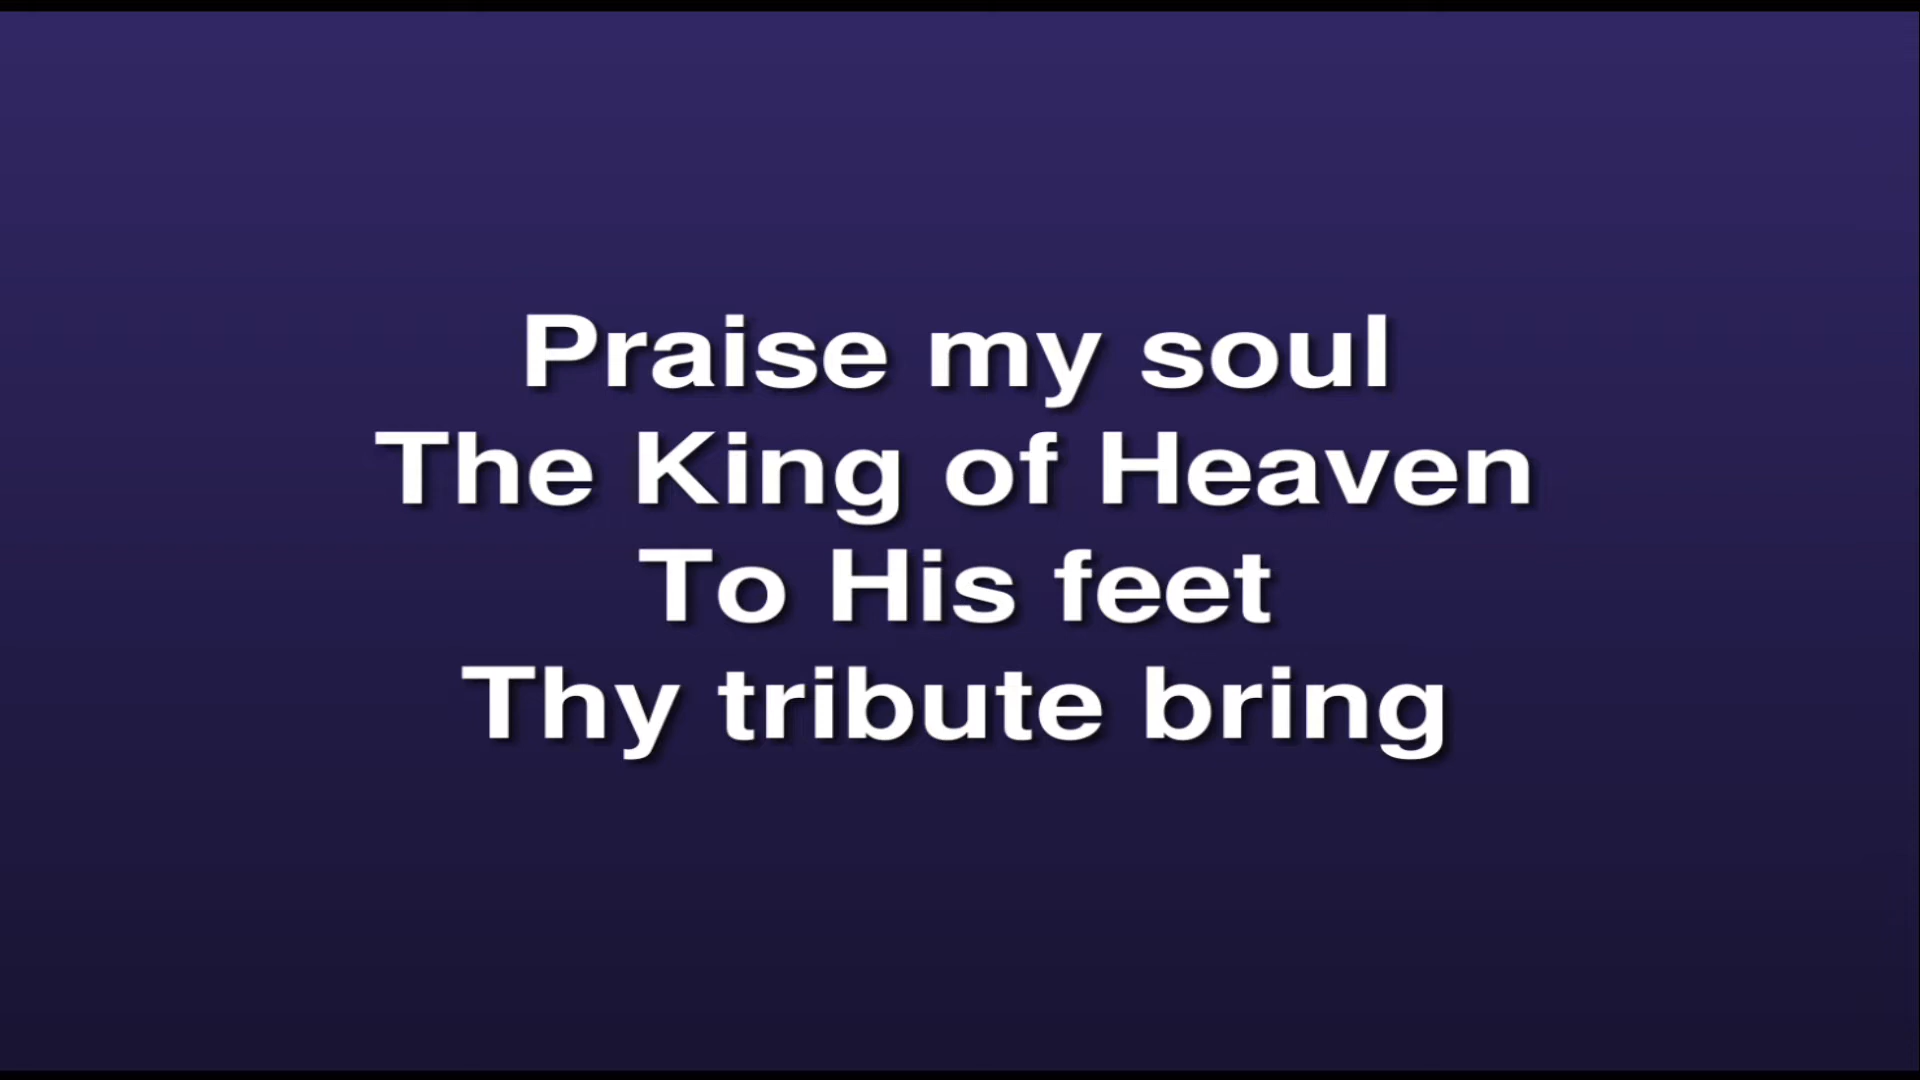 Praise my soul
The King of Heaven
To His feet
Thy tribute bring